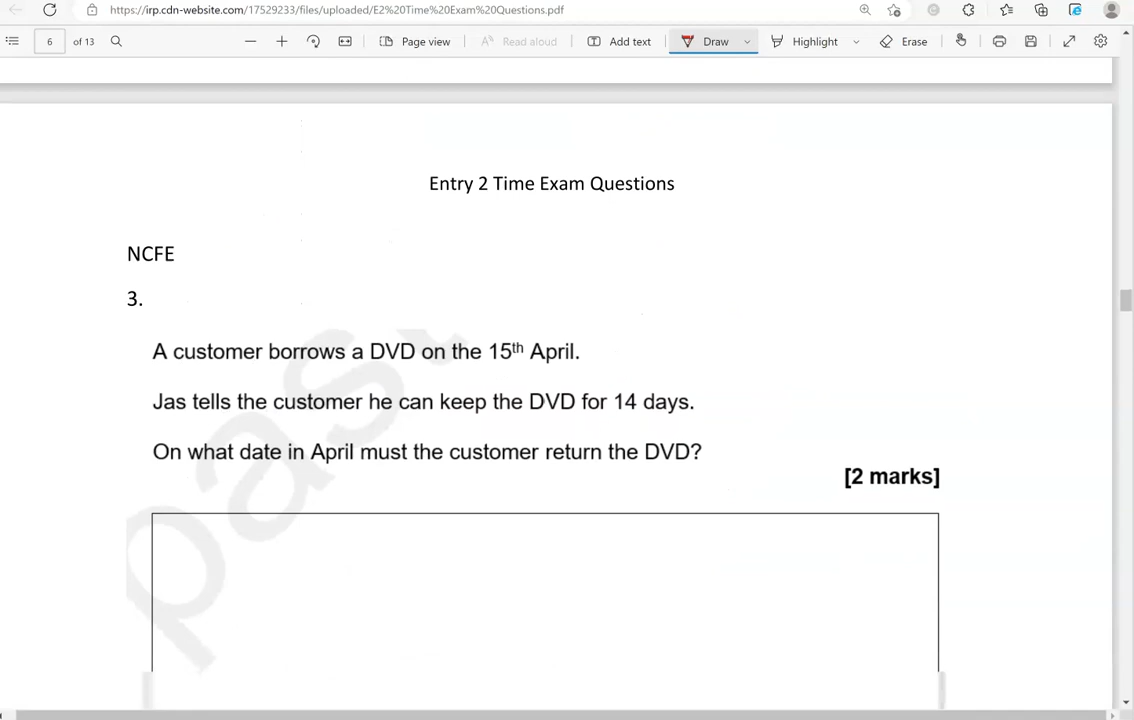 https://irp.cdn-website.com/17529233/files/uploaded/E2%20Time%20Exam%20Questions.pdf
6 of 13 Page view Read aloud Add text Draw Highlight Erase
Entry 2 Time Exam Questions
NCFE
3.
A customer borrows a DVD on the 15th April.
Jas tells the customer he can keep the DVD for 14 days.
On what date in April must the customer return the DVD?
[2 marks]
past